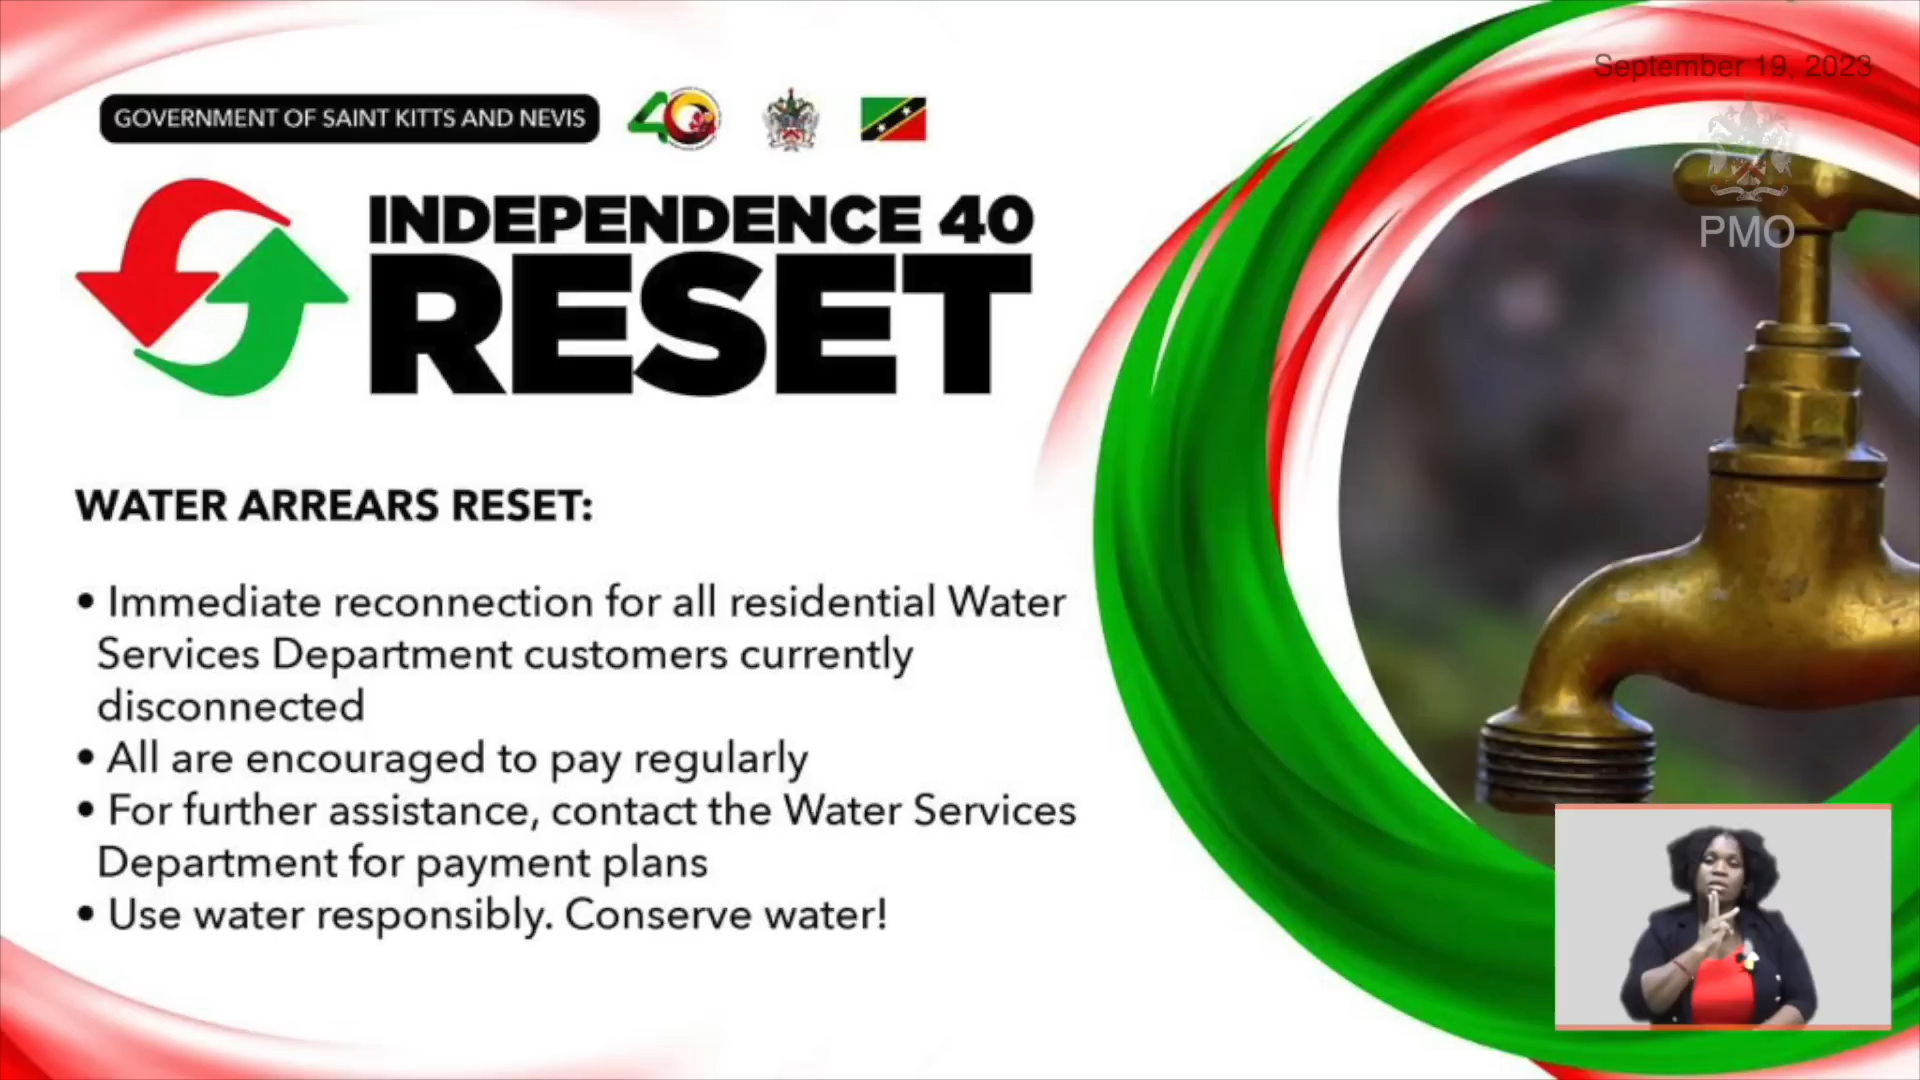 September 19, 2023
GOVERNMENT OF SAINT KITTS AND NEVIS
40
PMO
INDEPENDENCE 40
RESET
WATER ARREARS RESET:
• Immediate reconnection for all residential Water
Services Department customers currently
disconnected
• All are encouraged to pay regularly
• For further assistance, contact the Water Services
Department for payment plans
• Use water responsibly. Conserve water!